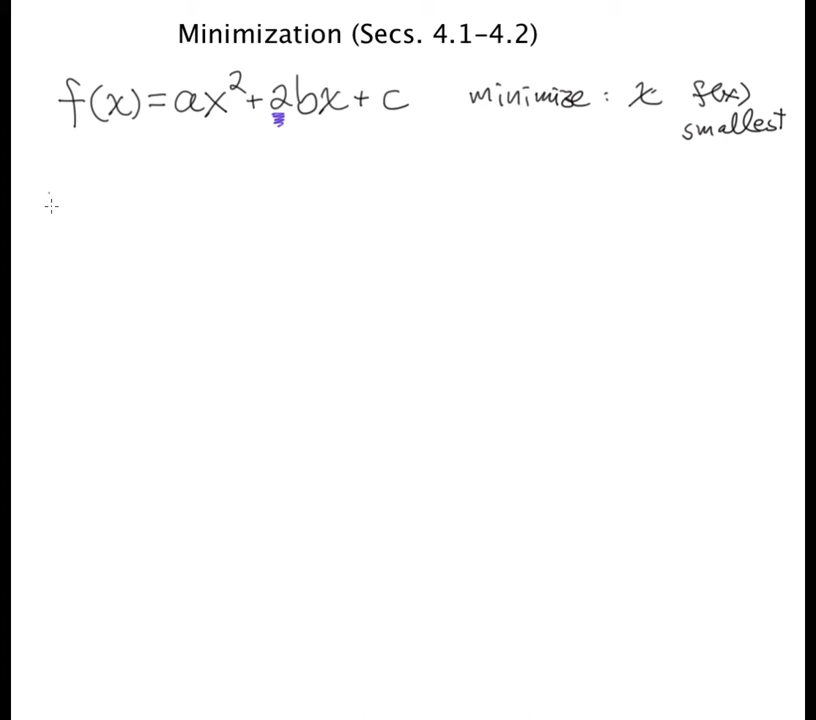 Minimization (Secs. 4.1–4.2)
f(x) = ax² + 2bx + c minimize : x f(x)
smallest